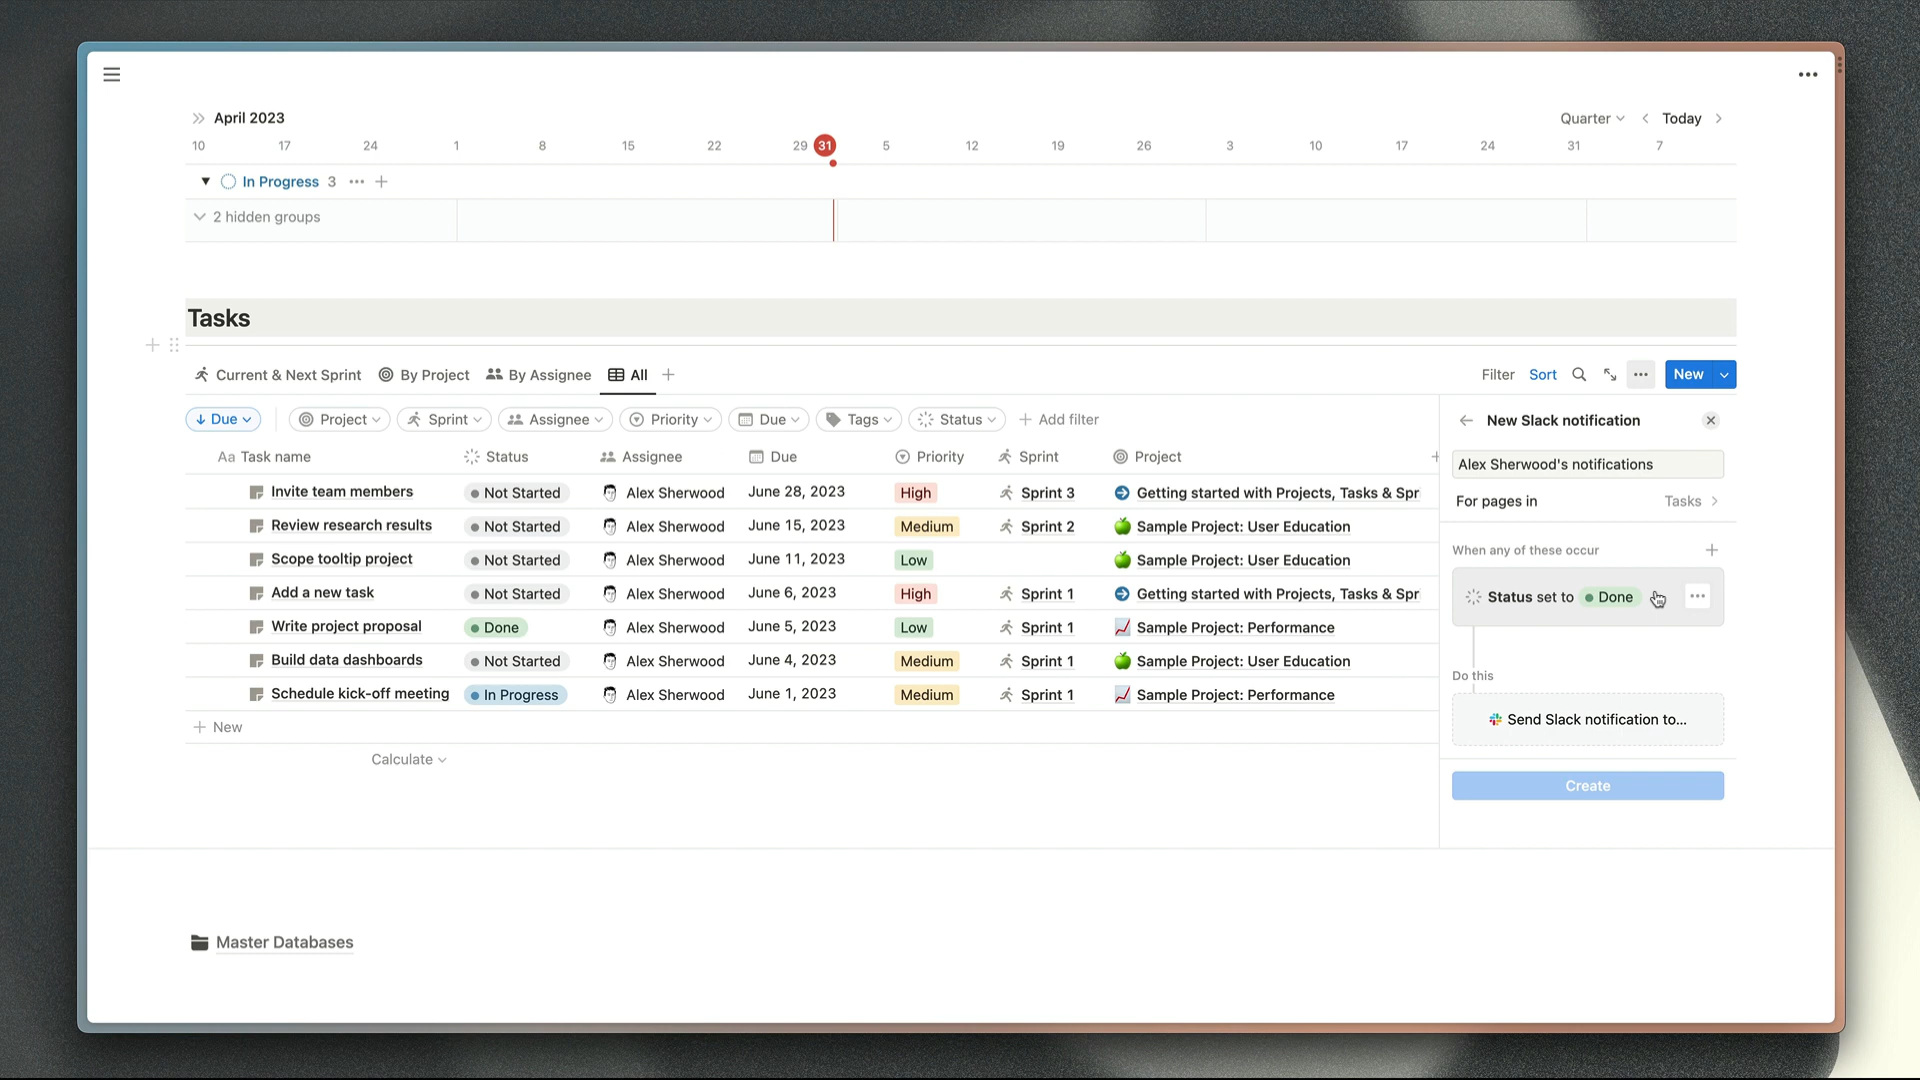 April 2023
Quarter Today
10 17 24 1 8 15 22 29 31 5 12 19 26 3 10 17 24 31 7
In Progress 3
2 hidden groups
Tasks
Current & Next Sprint By Project By Assignee All
Filter Sort New
Due Project Sprint Assignee Priority Due Tags Status Add filter
Aa Task name Status Assignee Due Priority Sprint Project
Invite team members Not Started Alex Sherwood June 28, 2023 High Sprint 3 Getting started with Projects, Tasks & Spr
Review research results Not Started Alex Sherwood June 15, 2023 Medium Sprint 2 Sample Project: User Education
Scope tooltip project Not Started Alex Sherwood June 11, 2023 Low Sample Project: User Education
Add a new task Not Started Alex Sherwood June 6, 2023 High Sprint 1 Getting started with Projects, Tasks & Spr
Write project proposal Done Alex Sherwood June 5, 2023 Low Sprint 1 Sample Project: Performance
Build data dashboards Not Started Alex Sherwood June 4, 2023 Medium Sprint 1 Sample Project: User Education
Schedule kick-off meeting In Progress Alex Sherwood June 1, 2023 Medium Sprint 1 Sample Project: Performance
New
Calculate
New Slack notification
Alex Sherwood's notifications
For pages in Tasks
When any of these occur
Status set to Done
Do this
Send Slack notification to...
Create
Master Databases